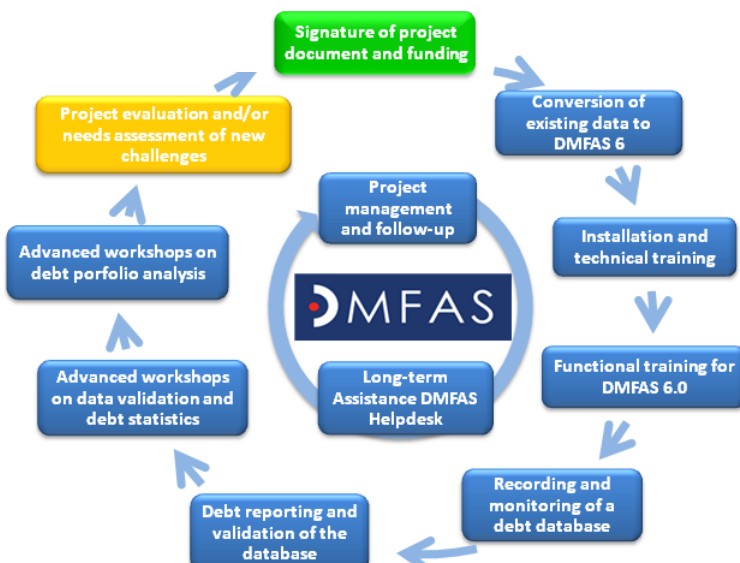 Signature of project
document and funding
Conversion of
existing data to
DMFAS 6
Installation and
technical training
Functional training for
DMFAS 6.0
Recording and
monitoring of a
debt database
Debt reporting and
validation of the
database
Advanced workshops
on data validation and
debt statistics
Advanced workshops on
debt porfolio analysis
Project evaluation and/or
needs assessment of new
challenges
Project
management
and follow-up
DMFAS
Long-term
Assistance DMFAS
Helpdesk